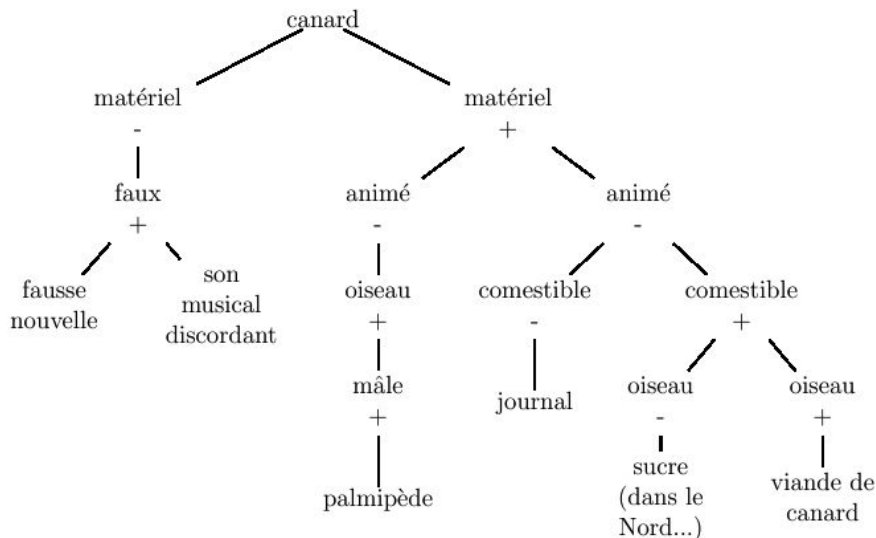 canard
matériel
-
matériel
+
faux
+
animé
-
animé
-
fausse
nouvelle
son
musical
discordant
oiseau
+
comestible
-
comestible
+
mâle
+
journal
oiseau
-
oiseau
+
palmipède
sucre
(dans le
Nord...)
viande de
canard